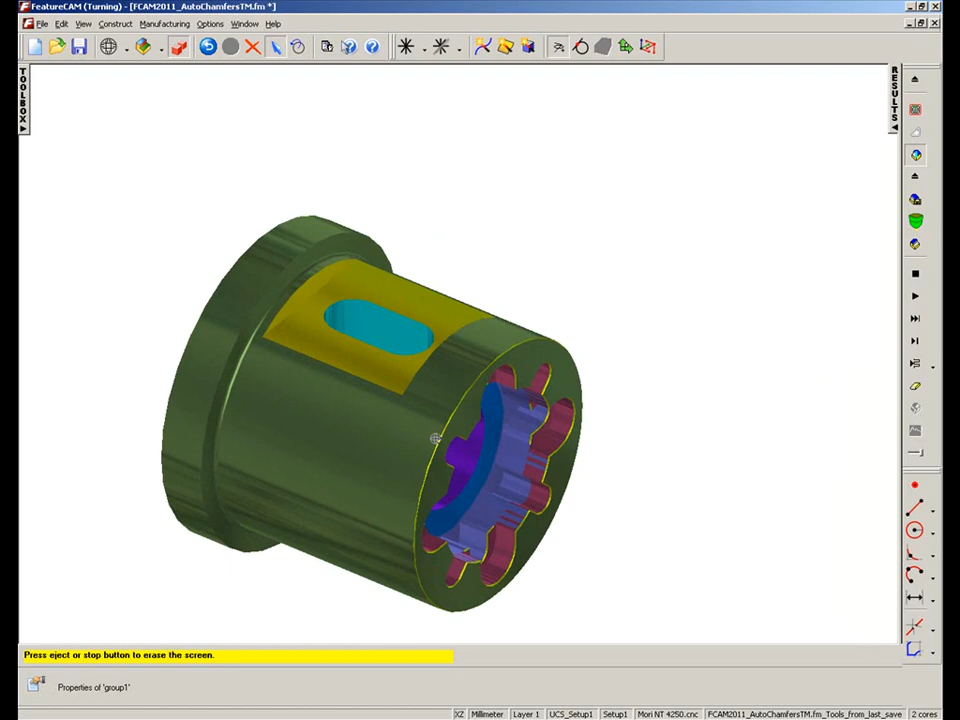 FeatureCAM (Turning) - [FCAM2011_AutoChamfersTM.fm *]
File Edit View Construct Manufacturing Options Window Help
TOOLBOX
RESULTS
Press eject or stop button to erase the screen.
Properties of 'group1'
XZ Millimeter Layer 1 UCS_Setup1 Setup1 Mori NT 4250.cnc FCAM2011_AutoChamfersTM.fm_Tools_from_last_save 2 cores